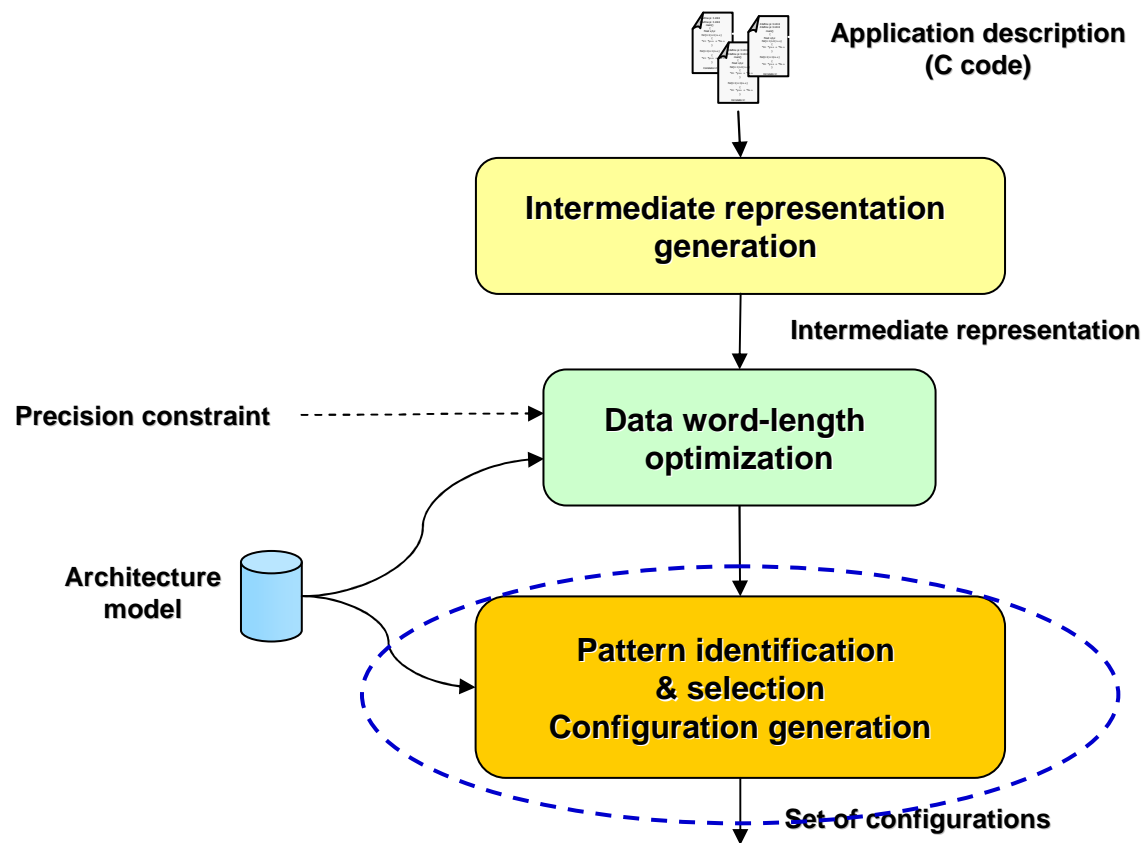 Application description
(C code)
Intermediate representation
generation
Intermediate representation
Precision constraint
Data word-length
optimization
Architecture
model
Pattern identification
& selection
Configuration generation
Set of configurations